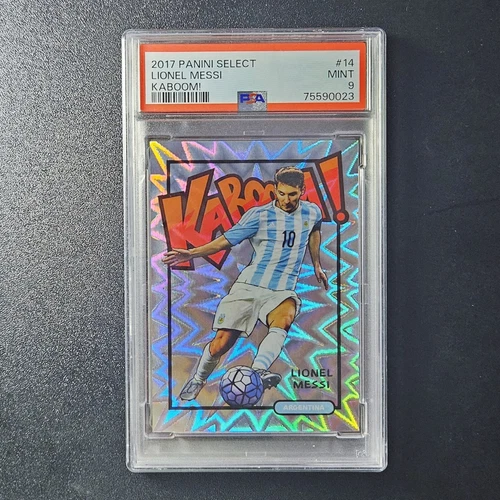 2017 PANINI SELECT #14
LIONEL MESSI MINT
KABOOM! 9
PSA 75590023
KABOOM!
10
LIONEL
MESSI
ARGENTINA